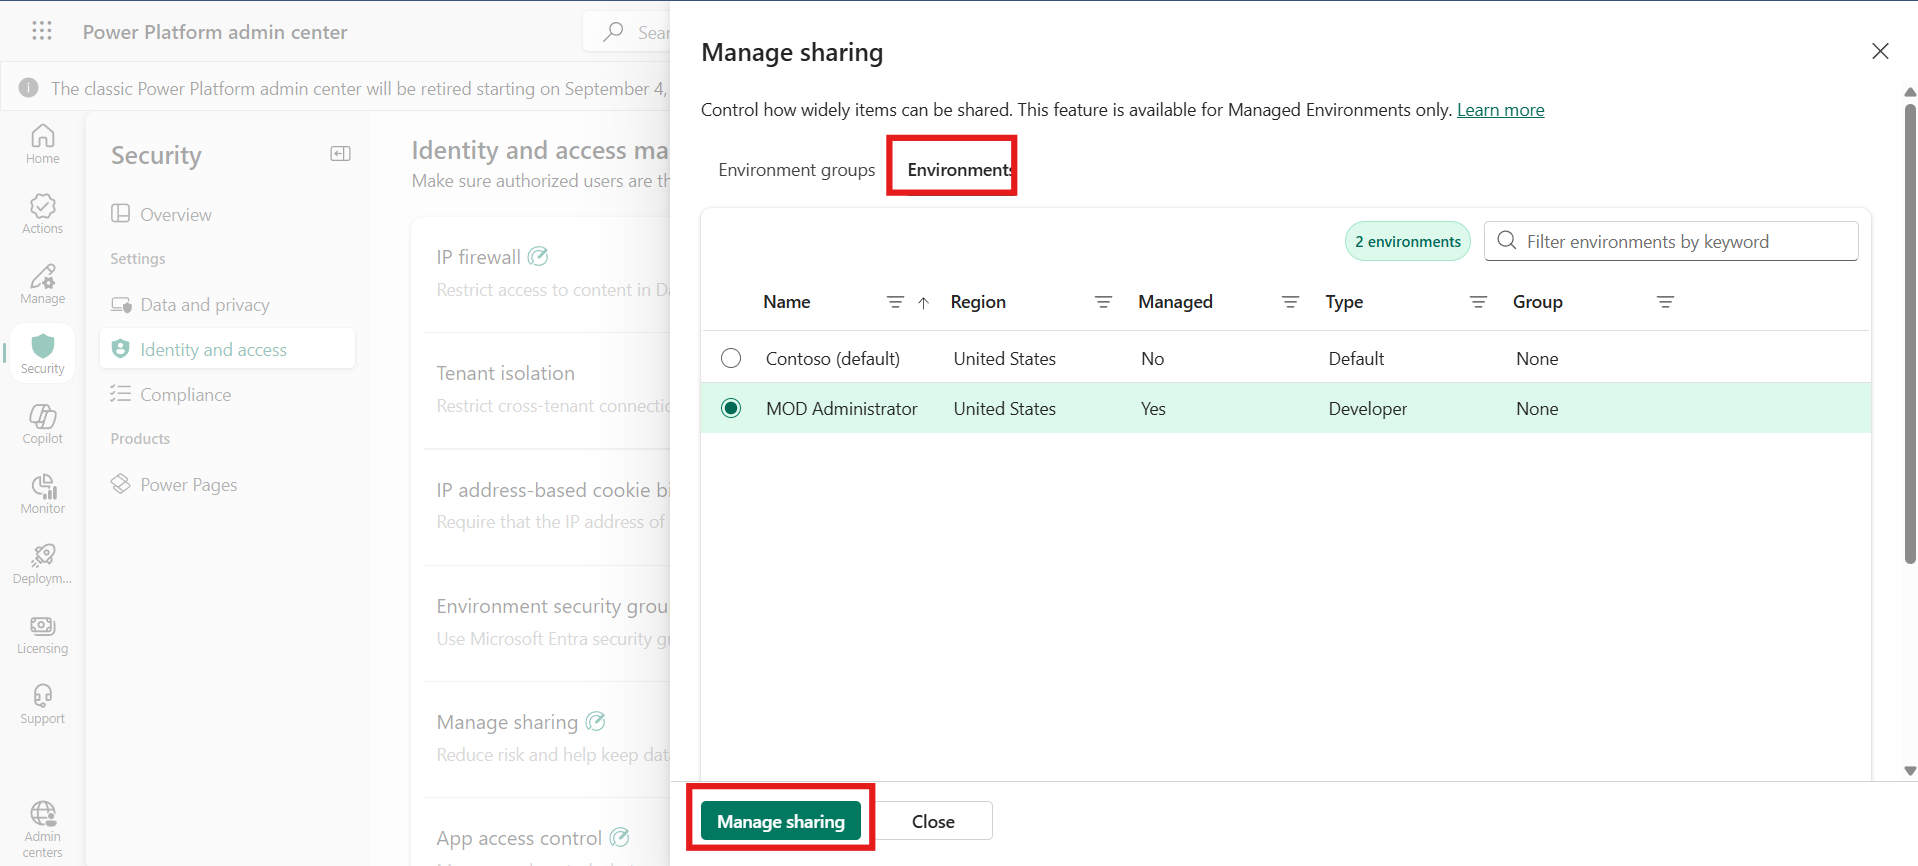 Power Platform admin center
Sear
The classic Power Platform admin center will be retired starting on September 4,
Home
Actions
Manage
Security
Copilot
Monitor
Deploym...
Licensing
Support
Admin
centers
Security
Overview
Settings
Data and privacy
Identity and access
Compliance
Products
Power Pages
Identity and access ma
Make sure authorized users are th
IP firewall
Restrict access to content in Da
Tenant isolation
Restrict cross-tenant connectio
IP address-based cookie bi
Require that the IP address of
Environment security grou
Use Microsoft Entra security gr
Manage sharing
Reduce risk and help keep data
App access control
Manage sharing
Control how widely items can be shared. This feature is available for Managed Environments only. Learn more
Environment groups Environments
2 environments Filter environments by keyword
Name Region Managed Type Group
Contoso (default) United States No Default None
MOD Administrator United States Yes Developer None
Manage sharing Close